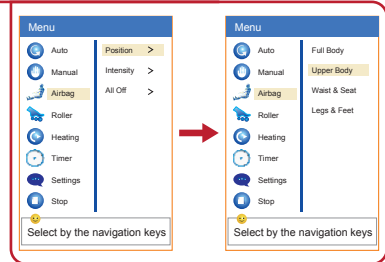 Menu
Auto
Manual
Airbag
Roller
Heating
Timer
Settings
Stop
Position >
Intensity >
All Off >
Select by the navigation keys
Menu
Auto
Manual
Airbag
Roller
Heating
Timer
Settings
Stop
Full Body
Upper Body
Waist & Seat
Legs & Feet
Select by the navigation keys